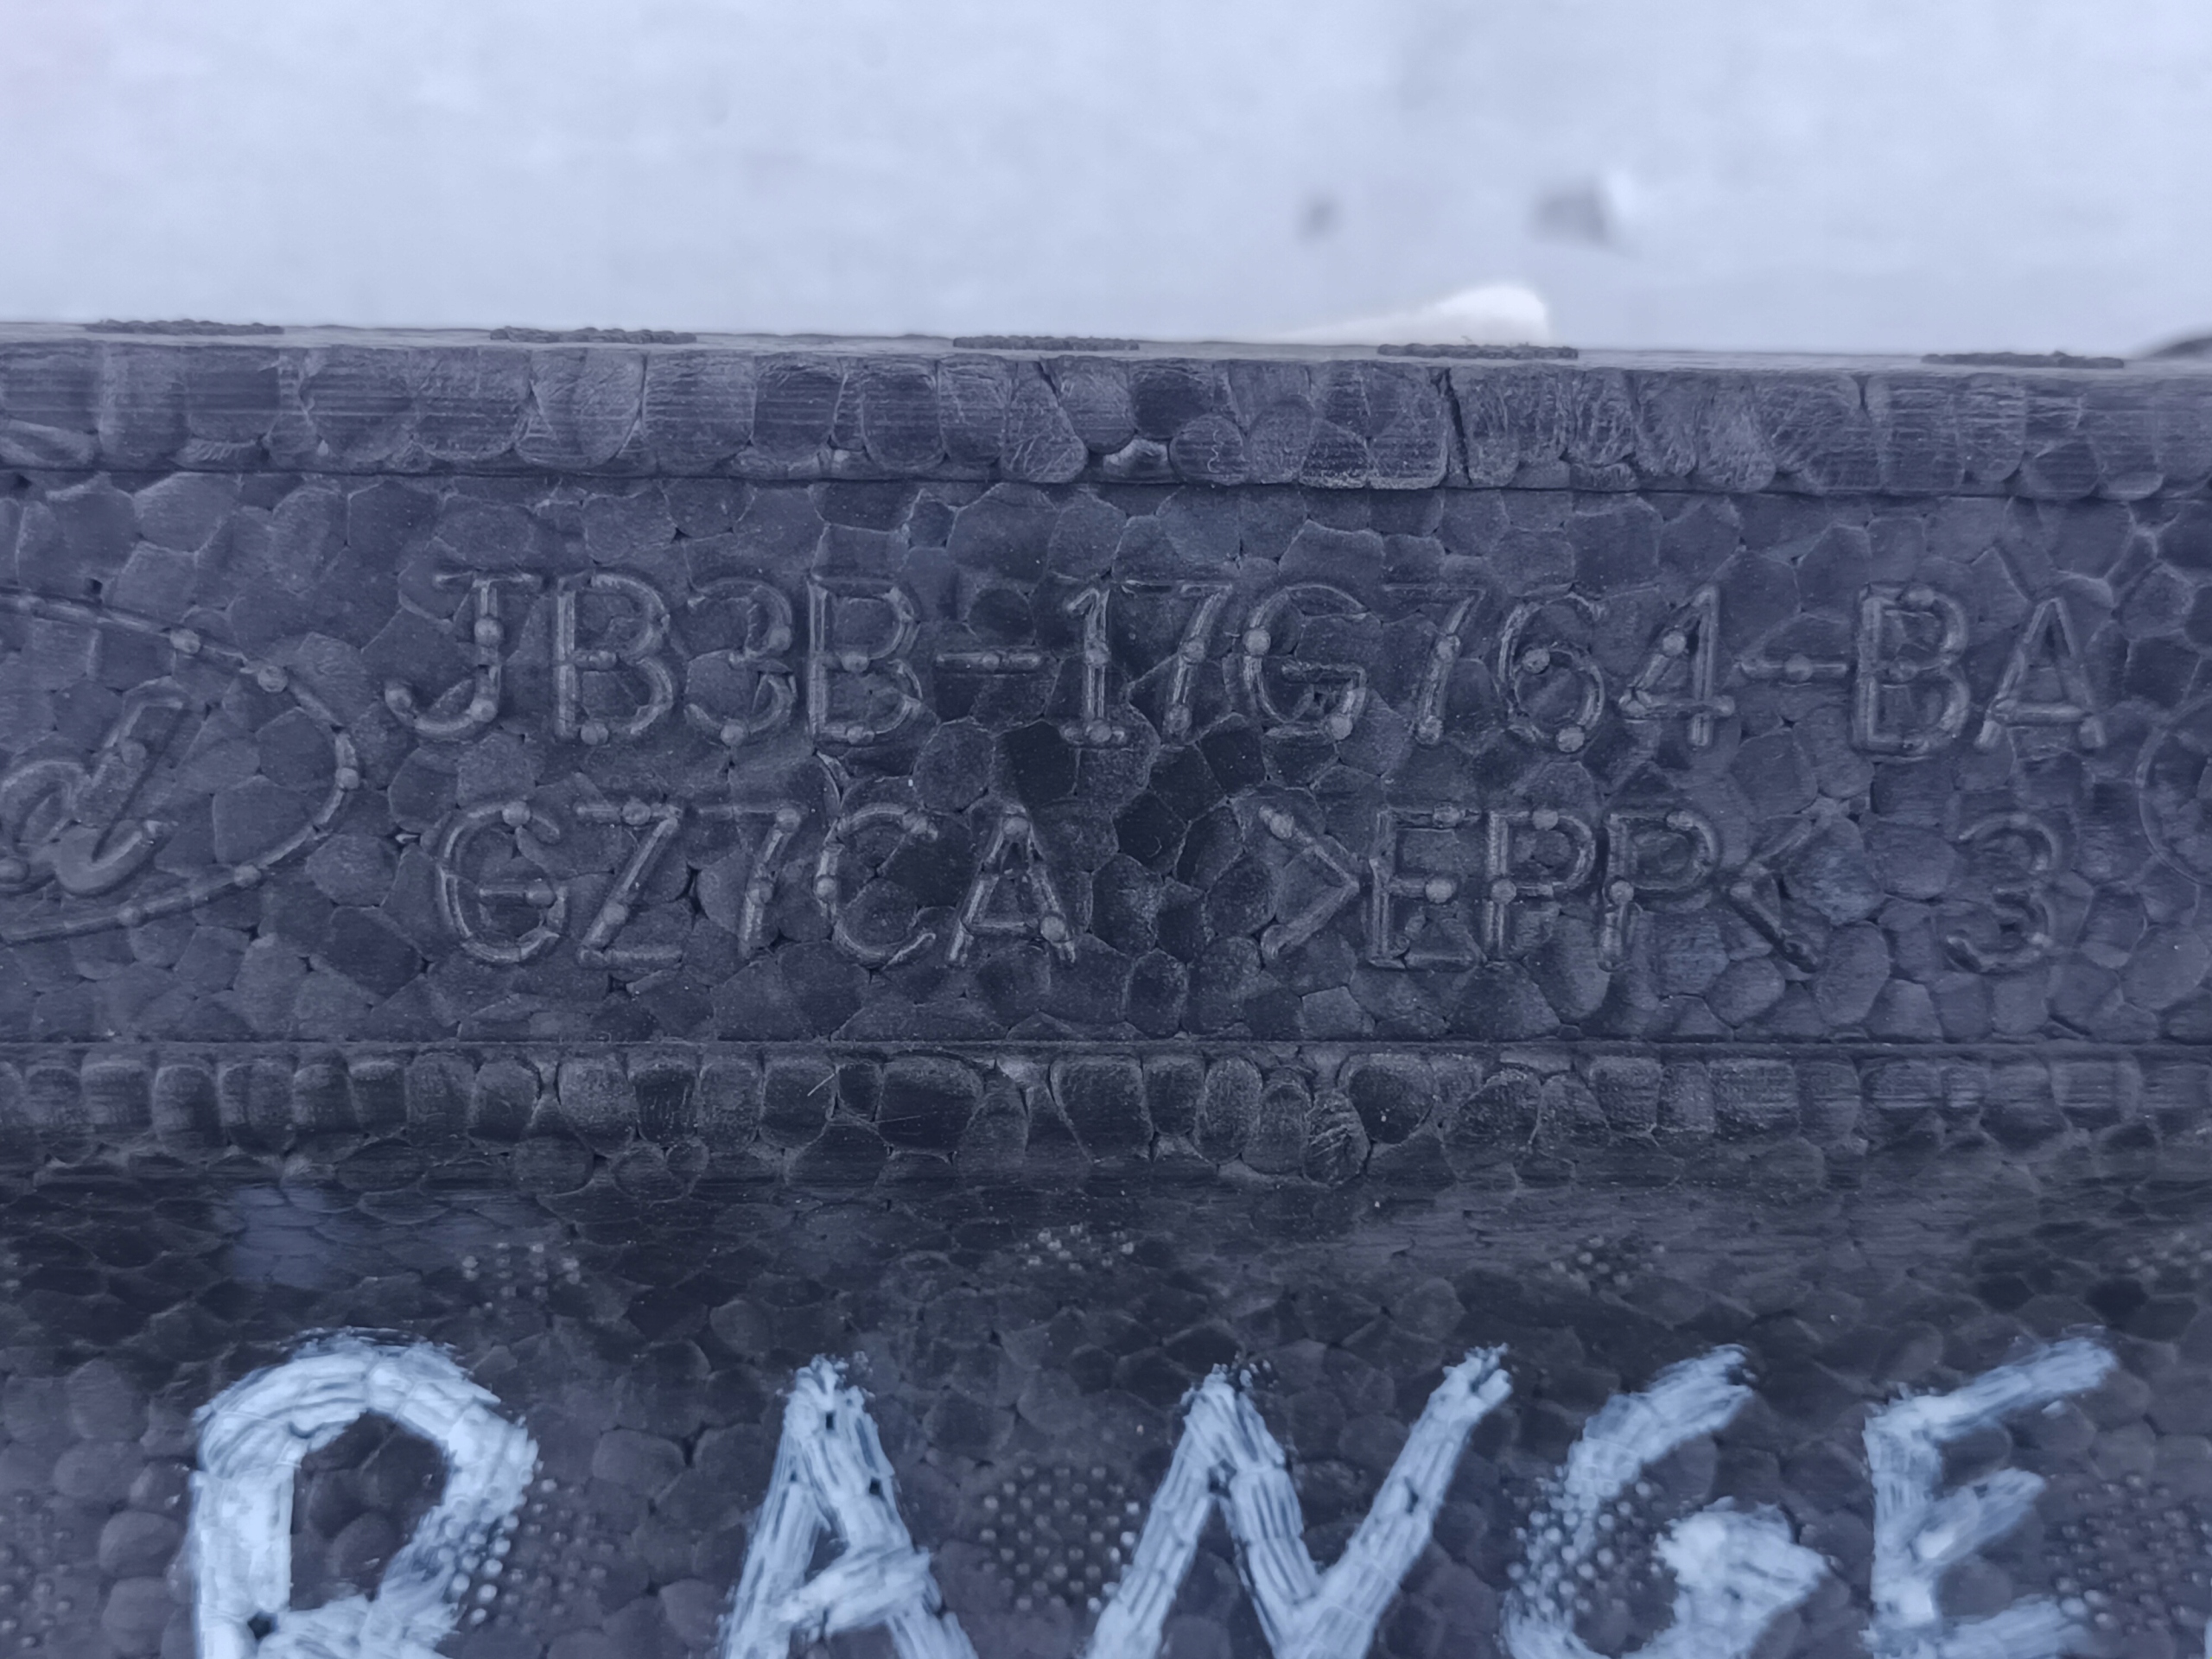 JB3B-17G764-BA
GZ7CA >EPP< 3
RANGE